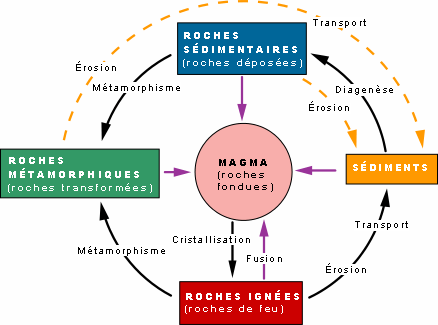 Transport
ROCHES
SÉDIMENTAIRES
(roches déposées)
Érosion
Métamorphisme
Diagenèse
Érosion
ROCHES
MÉTAMORPHIQUES
(roches transformées)
MAGMA
(roches
fondues)
SÉDIMENTS
Métamorphisme
Cristallisation
Fusion
Transport
Érosion
ROCHES IGNÉES
(roches de feu)